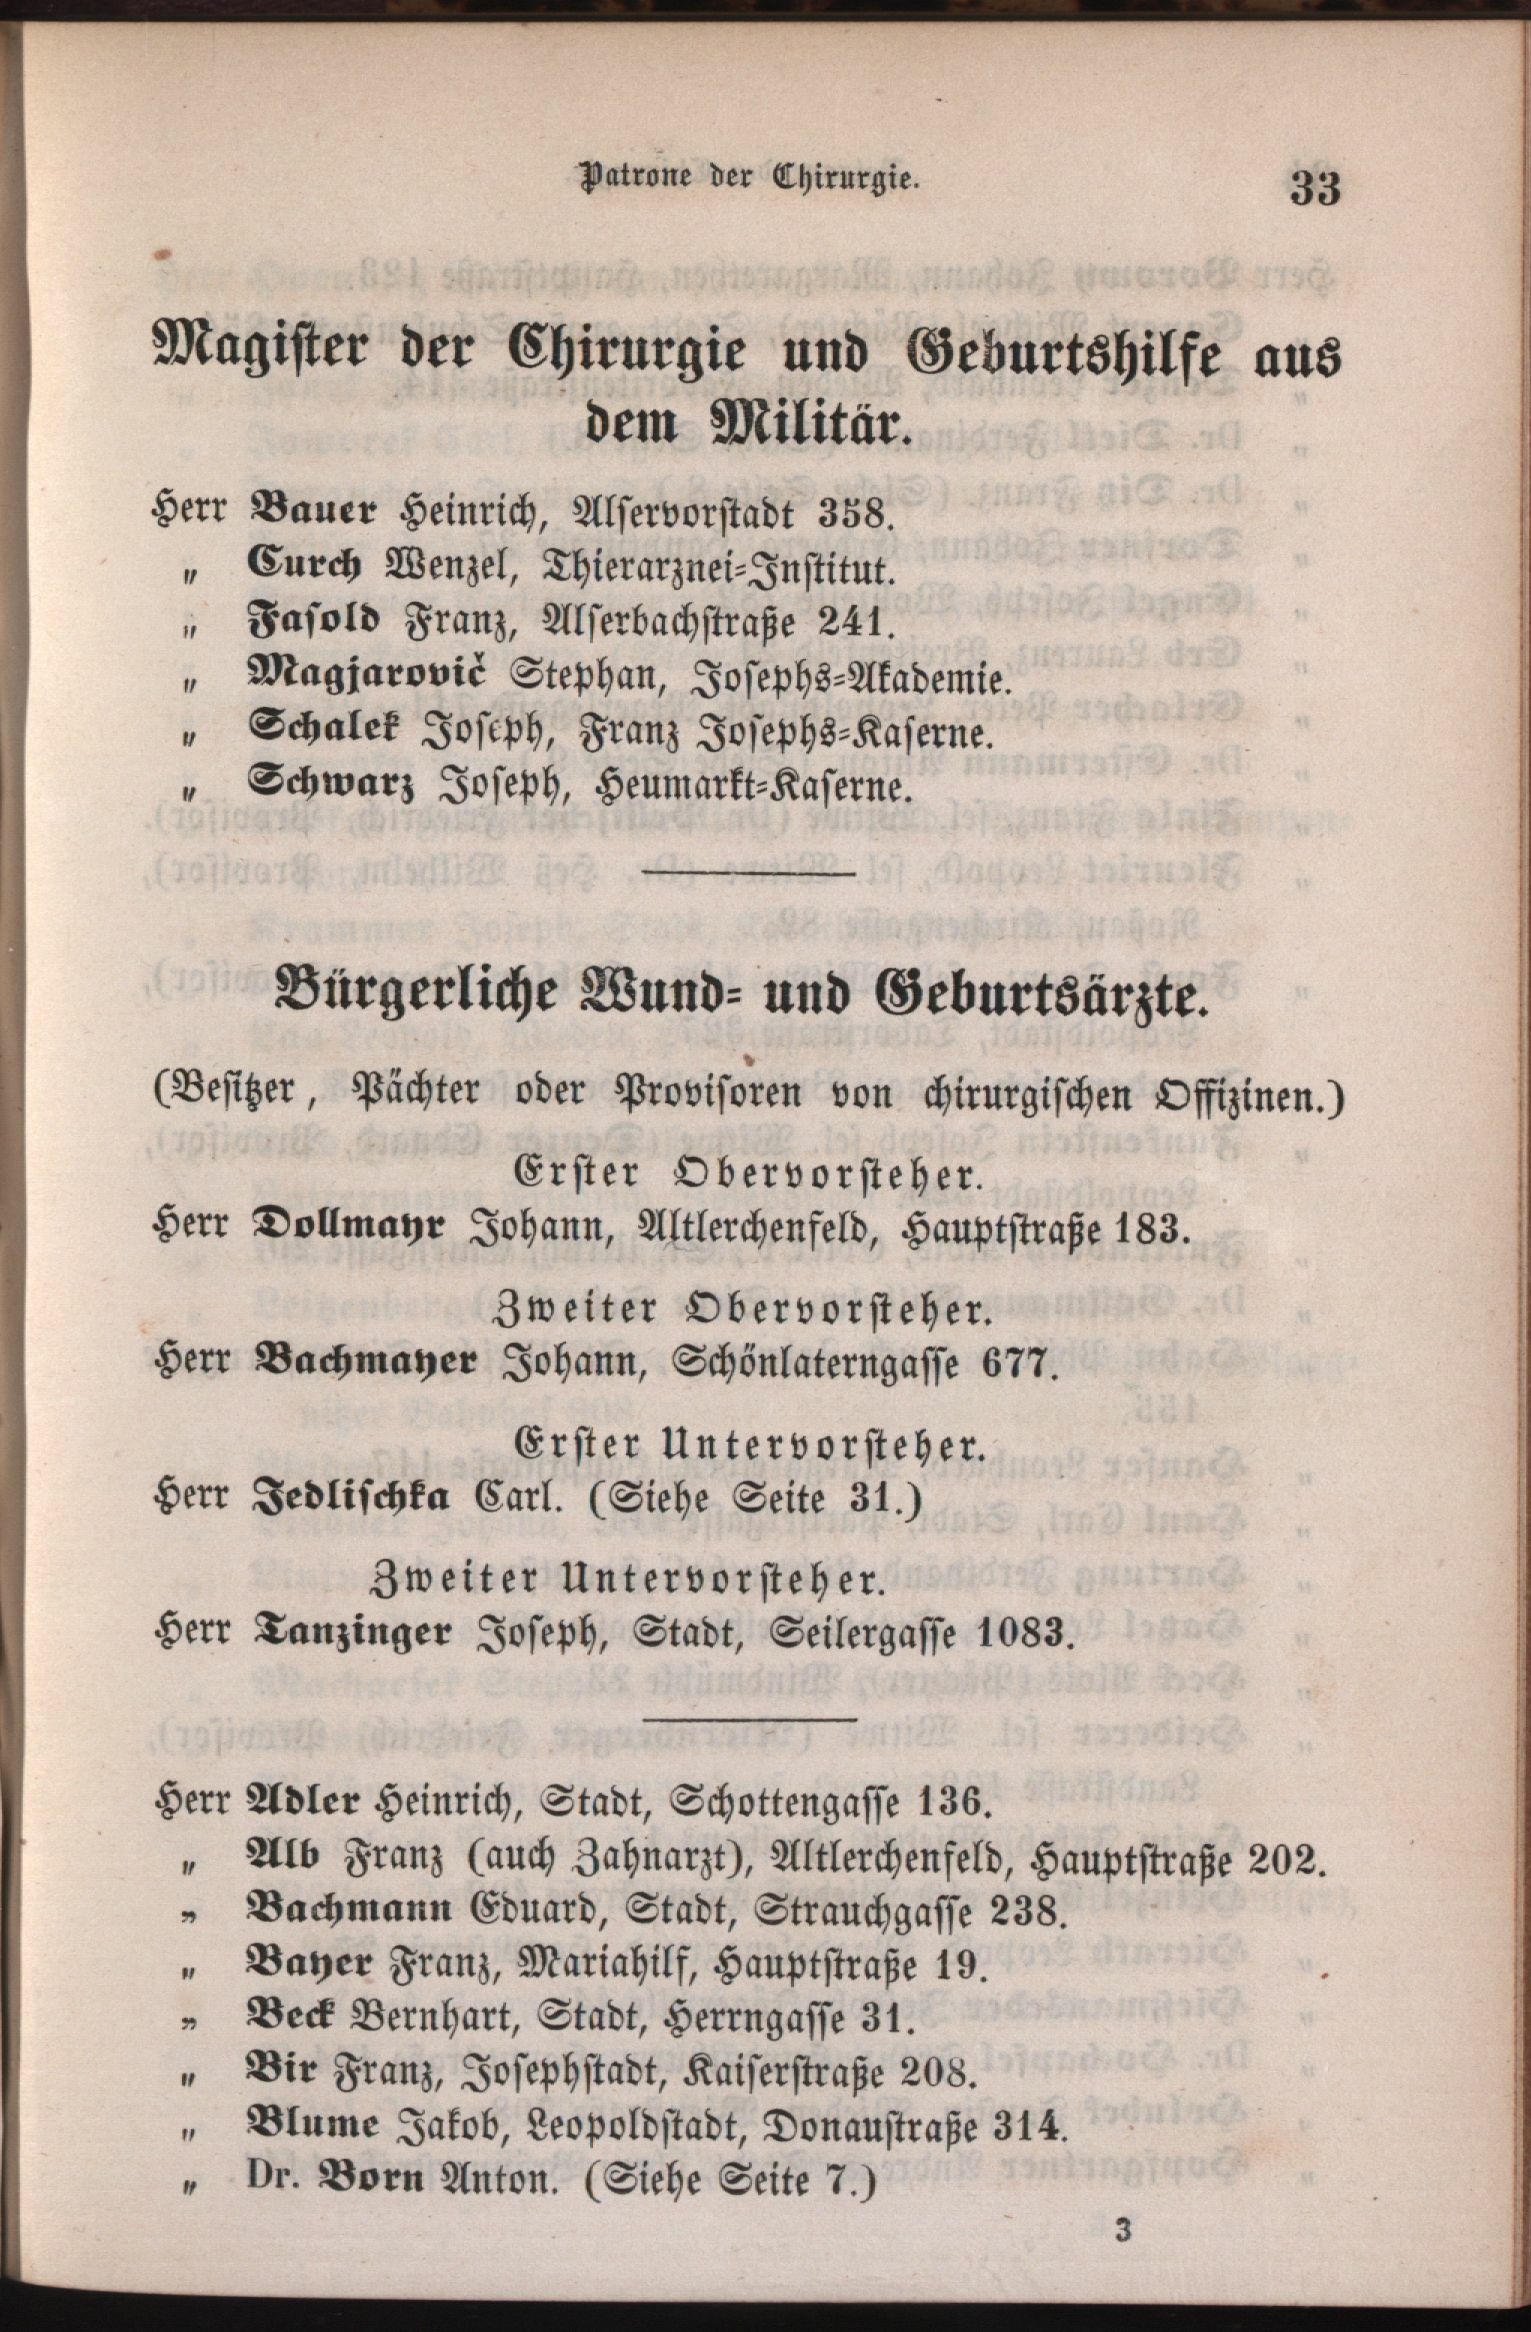 Patrone der Chirurgie.
33
Magister der Chirurgie und Geburtshilfe aus
dem Militär.
Herr Bauer Heinrich, Alservorstadt 358.
„ Curch Wenzel, Thierarznei-Institut.
„ Fasold Franz, Alserbachstraße 241.
„ Magjarovič Stephan, Josephs-Akademie.
„ Schalek Joseph, Franz Josephs-Kaserne.
„ Schwarz Joseph, Heumarkt-Kaserne.
Bürgerliche Wund- und Geburtsärzte.
(Besitzer, Pächter oder Provisoren von chirurgischen Offizinen.)
Erster Obervorsteher.
Herr Dollmayr Johann, Altlerchenfeld, Hauptstraße 183.
Zweiter Obervorsteher.
Herr Bachmayer Johann, Schönlaterngasse 677.
Erster Untervorsteher.
Herr Jedlischka Carl. (Siehe Seite 31.)
Zweiter Untervorsteher.
Herr Tanzinger Joseph, Stadt, Seilergasse 1083.
Herr Adler Heinrich, Stadt, Schottengasse 136.
„ Alb Franz (auch Zahnarzt), Altlerchenfeld, Hauptstraße 202.
„ Bachmann Eduard, Stadt, Strauchgasse 238.
„ Bayer Franz, Mariahilf, Hauptstraße 19.
„ Beck Bernhart, Stadt, Herrngasse 31.
„ Bir Franz, Josephstadt, Kaiserstraße 208.
„ Blume Jakob, Leopoldstadt, Donaustraße 314.
„ Dr. Born Anton. (Siehe Seite 7.)
3